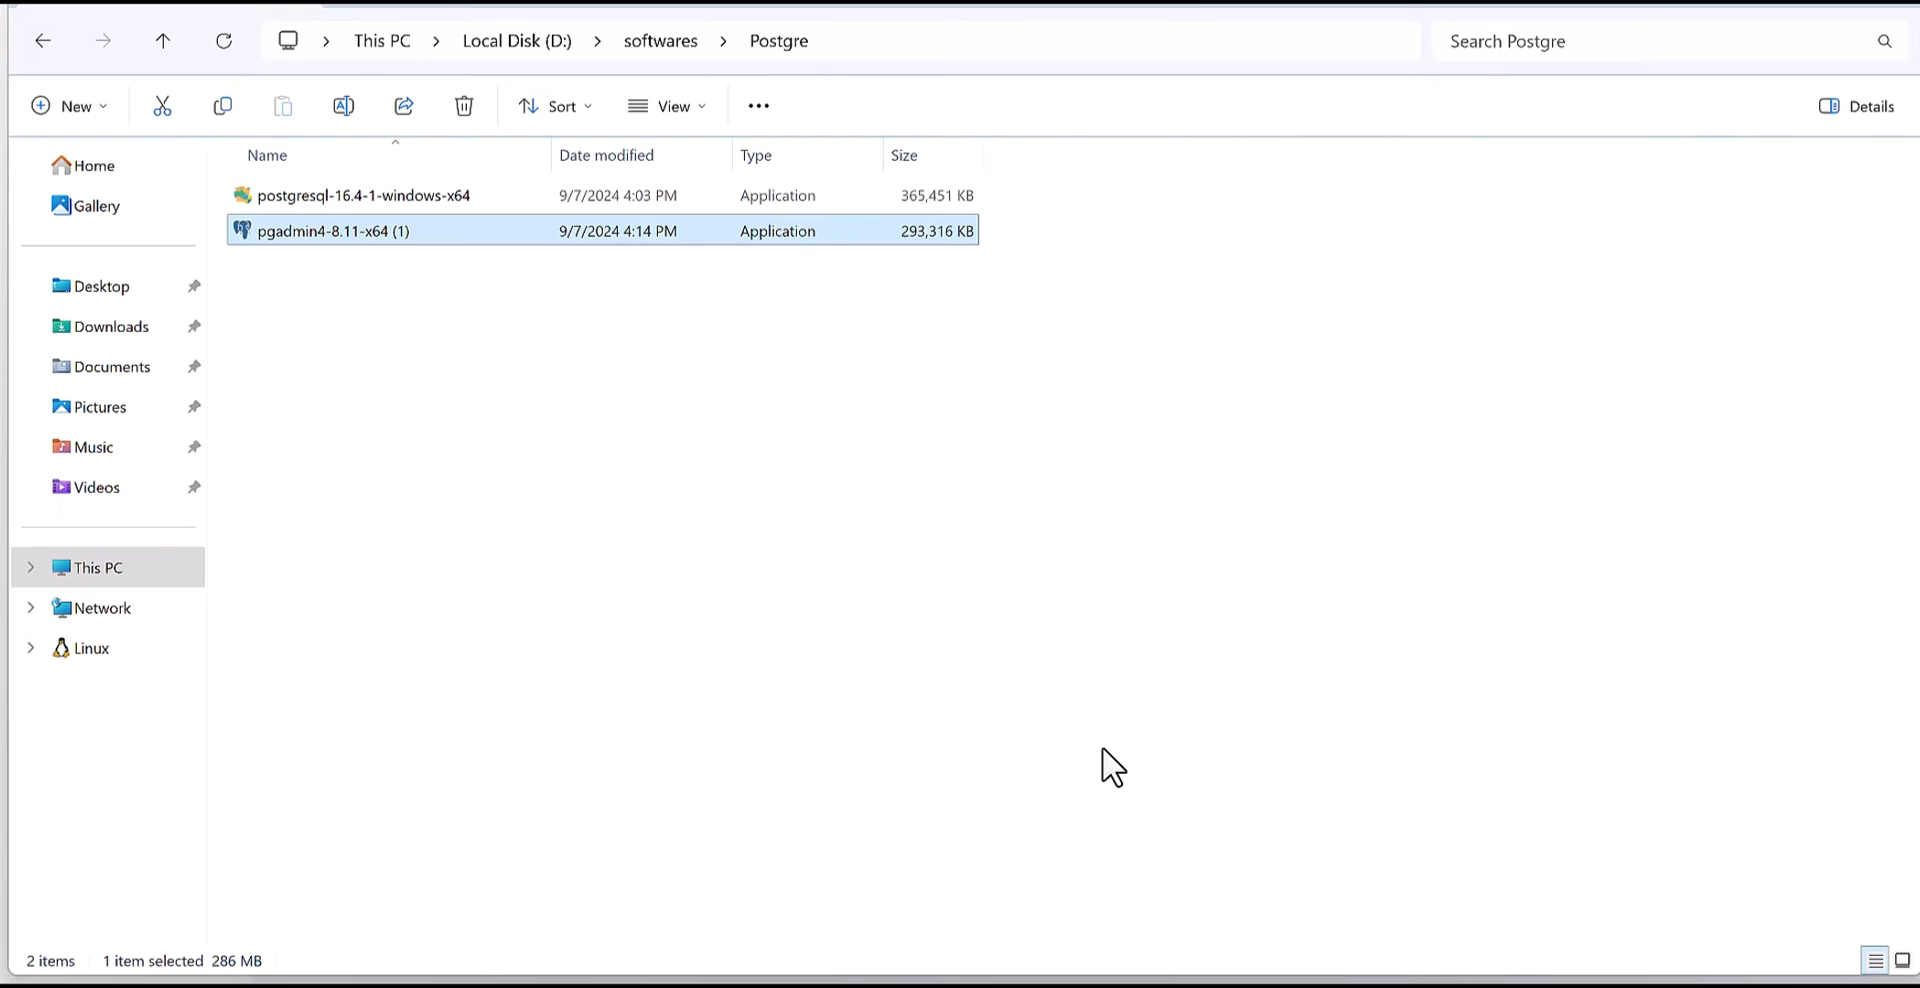 This PC > Local Disk (D:) > softwares > Postgre
Search Postgre
New
Sort
View
Details
Name Date modified Type Size
postgresql-16.4-1-windows-x64 9/7/2024 4:03 PM Application 365,451 KB
pgadmin4-8.11-x64 (1) 9/7/2024 4:14 PM Application 293,316 KB
Home
Gallery
Desktop
Downloads
Documents
Pictures
Music
Videos
This PC
Network
Linux
2 items 1 item selected 286 MB